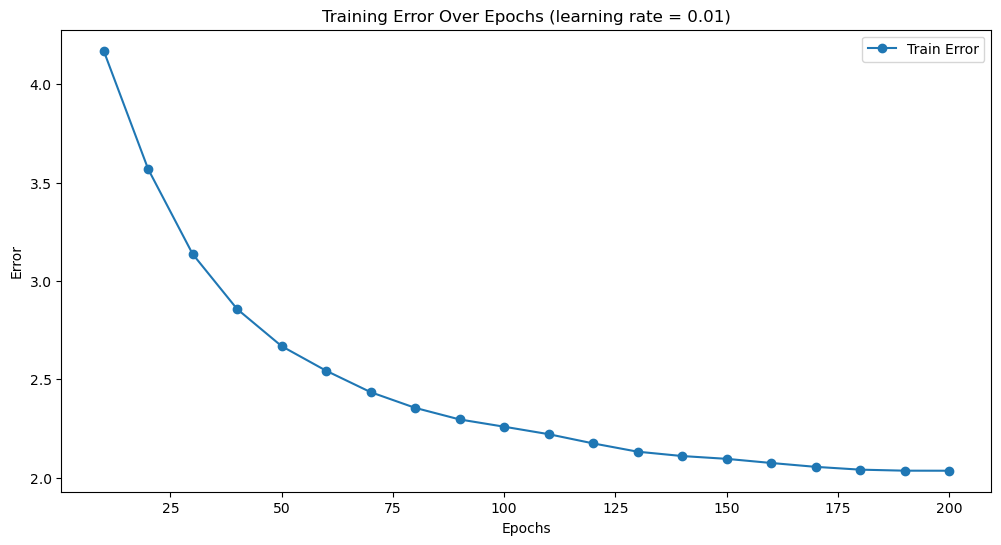 Training Error Over Epochs (learning rate = 0.01)
Train Error
4.0
3.5
3.0
2.5
2.0
Error
25 50 75 100 125 150 175 200
Epochs